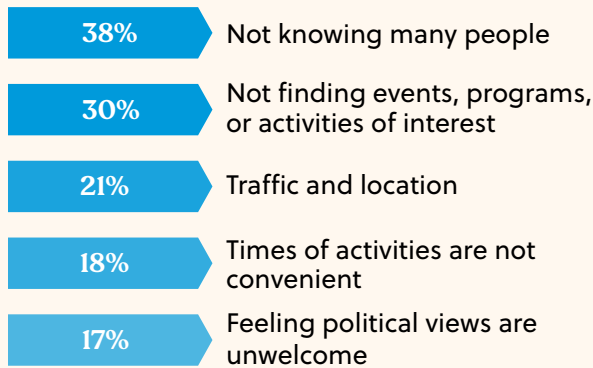 38%
Not knowing many people
30%
Not finding events, programs,
or activities of interest
21%
Traffic and location
18%
Times of activities are not
convenient
17%
Feeling political views are
unwelcome